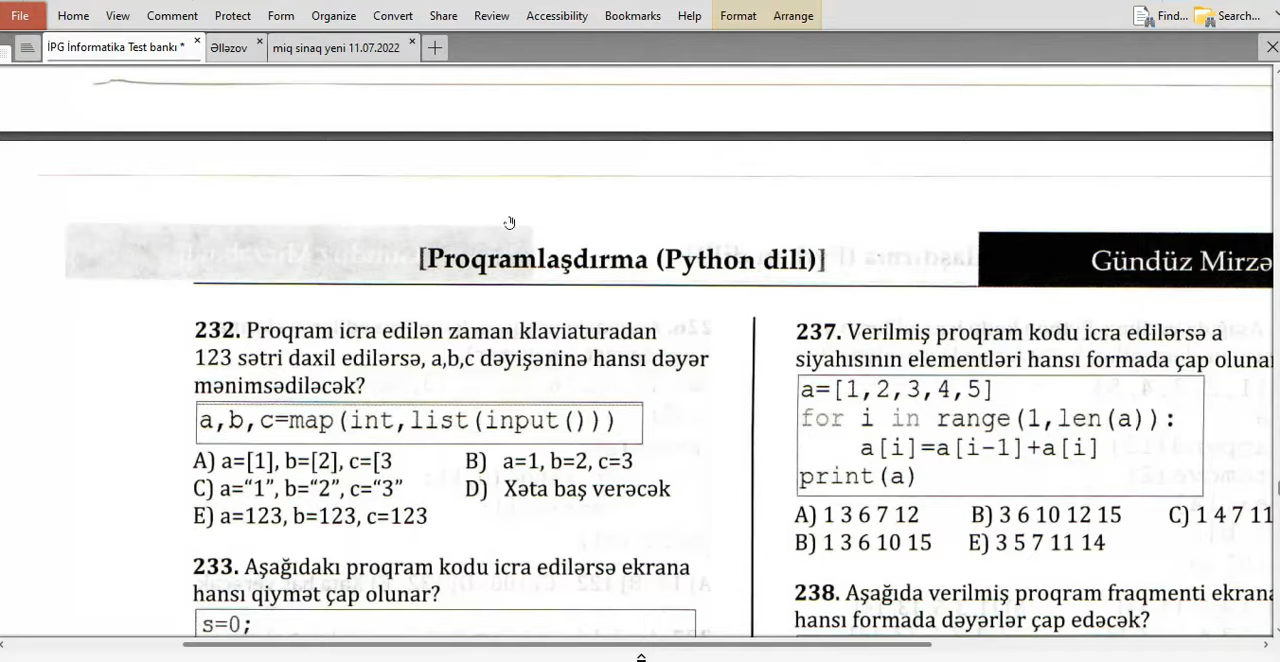 File Home View Comment Protect Form Organize Convert Share Review Accessibility Bookmarks Help Format Arrange Find... Search...
İPG İnformatika Test bankı * Əlləzov miq sinaq yeni 11.07.2022
[Proqramlaşdırma (Python dili)]
Gündüz Mirzə
232. Proqram icra edilən zaman klaviaturadan
123 sətri daxil edilərsə, a,b,c dəyişəninə hansı dəyər
mənimsədiləcək?
a,b,c=map(int,list(input()))
A) a=[1], b=[2], c=[3
B) a=1, b=2, c=3
C) a=“1”, b=“2”, c=“3”
D) Xəta baş verəcək
E) a=123, b=123, c=123
233. Aşağıdakı proqram kodu icra edilərsə ekrana
hansı qiymət çap olunar?
s=0;
237. Verilmiş proqram kodu icra edilərsə a
siyahısının elementləri hansı formada çap oluna
a=[1,2,3,4,5]
for i in range(1,len(a)):
a[i]=a[i-1]+a[i]
print(a)
A) 1 3 6 7 12 B) 3 6 10 12 15 C) 1 4 7 11
B) 1 3 6 10 15 E) 3 5 7 11 14
238. Aşağıda verilmiş proqram fraqmenti ekrana
hansı formada dəyərlər çap edəcək?